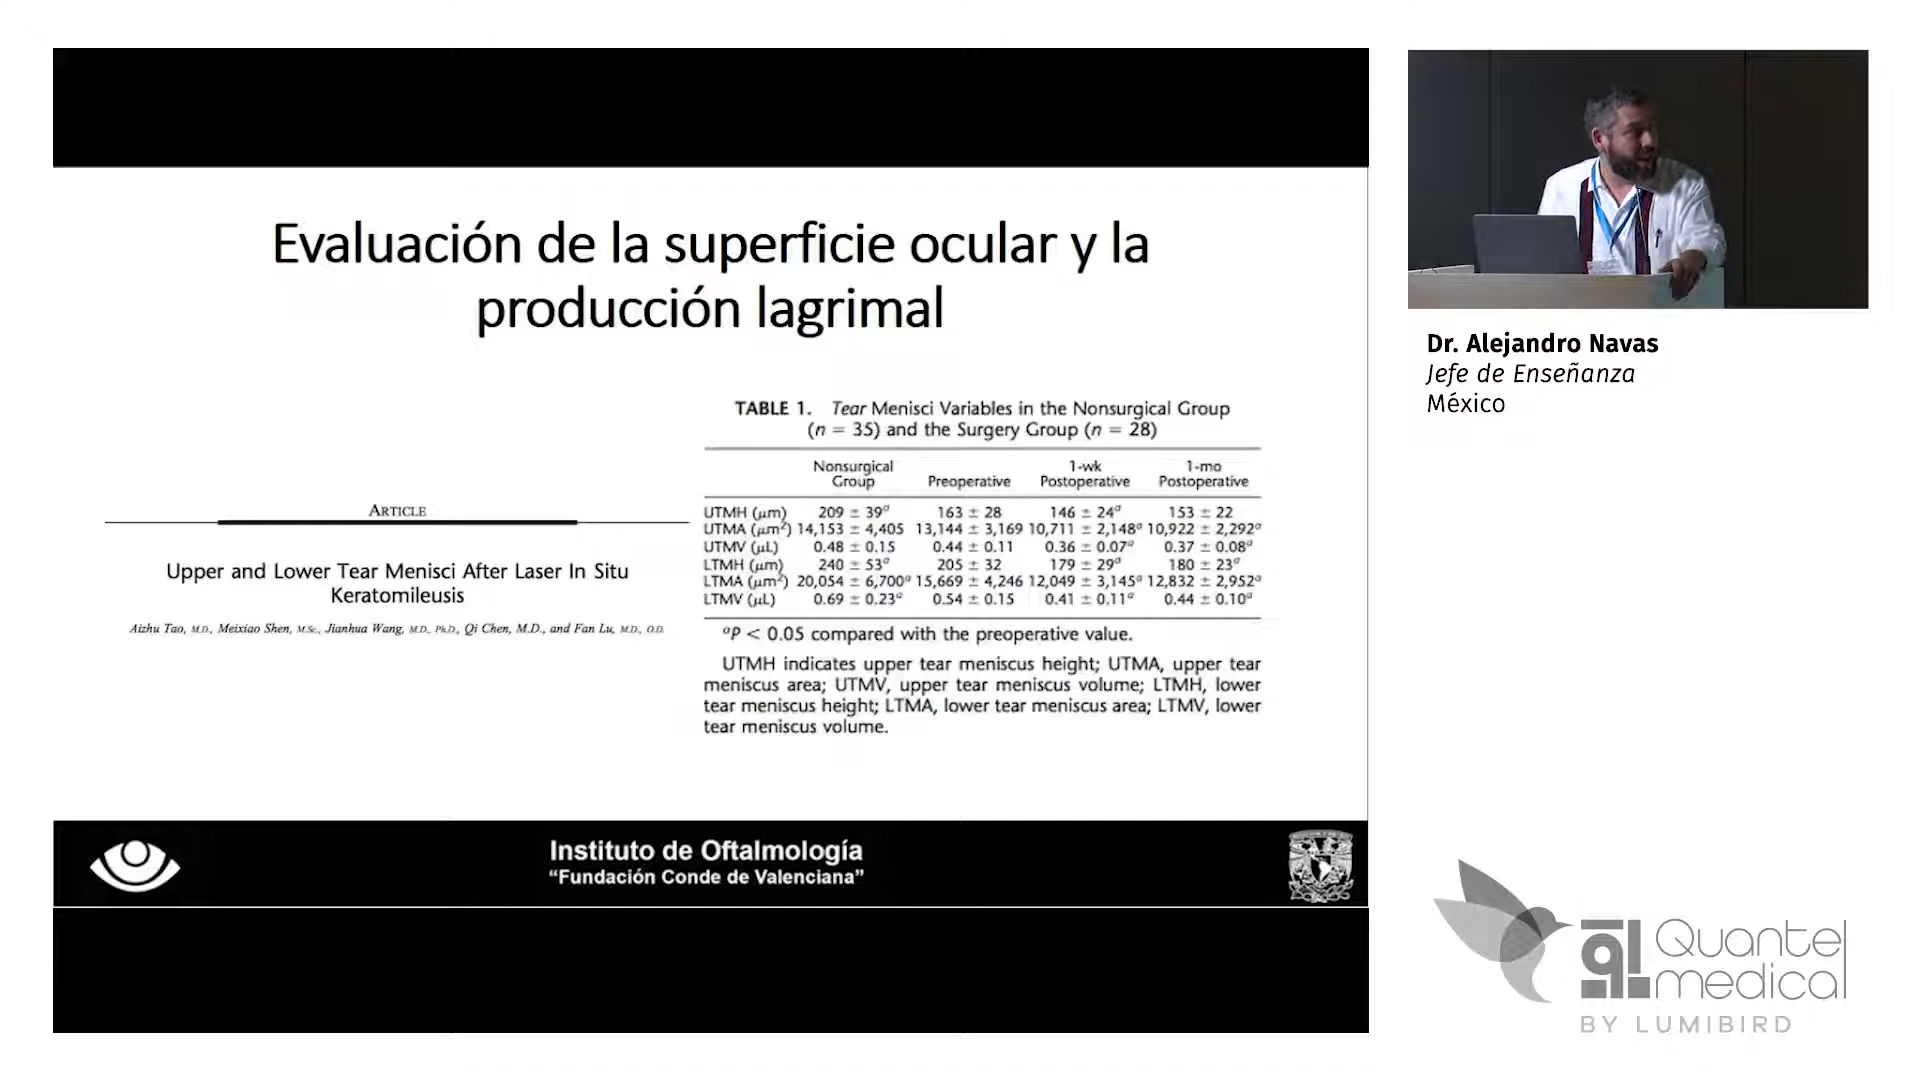 Evaluación de la superficie ocular y la
producción lagrimal
ARTICLE
Upper and Lower Tear Menisci After Laser In Situ
Keratomileusis
Aizhu Tao, M.D., Meixiao Shen, M.Sc., Jianhua Wang, M.D., Ph.D., Qi Chen, M.D., and Fan Lu, M.D., O.D.
TABLE 1. Tear Menisci Variables in the Nonsurgical Group
(n = 35) and the Surgery Group (n = 28)
Nonsurgical Group Preoperative 1-wk Postoperative 1-mo Postoperative
UTMH (μm) 209 ± 39ᵃ 163 ± 28 146 ± 24ᵃ 153 ± 22
UTMA (μm²) 14,153 ± 4,405 13,144 ± 3,169 10,711 ± 2,148ᵃ 10,922 ± 2,292ᵃ
UTMV (μL) 0.48 ± 0.15 0.44 ± 0.11 0.36 ± 0.07ᵃ 0.37 ± 0.08ᵃ
LTMH (μm) 240 ± 53ᵃ 205 ± 32 179 ± 29ᵃ 180 ± 23ᵃ
LTMA (μm²) 20,054 ± 6,700ᵃ 15,669 ± 4,246 12,049 ± 3,145ᵃ 12,832 ± 2,952ᵃ
LTMV (μL) 0.69 ± 0.23ᵃ 0.54 ± 0.15 0.41 ± 0.11ᵃ 0.44 ± 0.10ᵃ
ᵃP < 0.05 compared with the preoperative value.
UTMH indicates upper tear meniscus height; UTMA, upper tear
meniscus area; UTMV, upper tear meniscus volume; LTMH, lower
tear meniscus height; LTMA, lower tear meniscus area; LTMV, lower
tear meniscus volume.
Instituto de Oftalmología
“Fundación Conde de Valenciana”
Dr. Alejandro Navas
Jefe de Enseñanza
México
Quantel
medical
BY LUMIBIRD